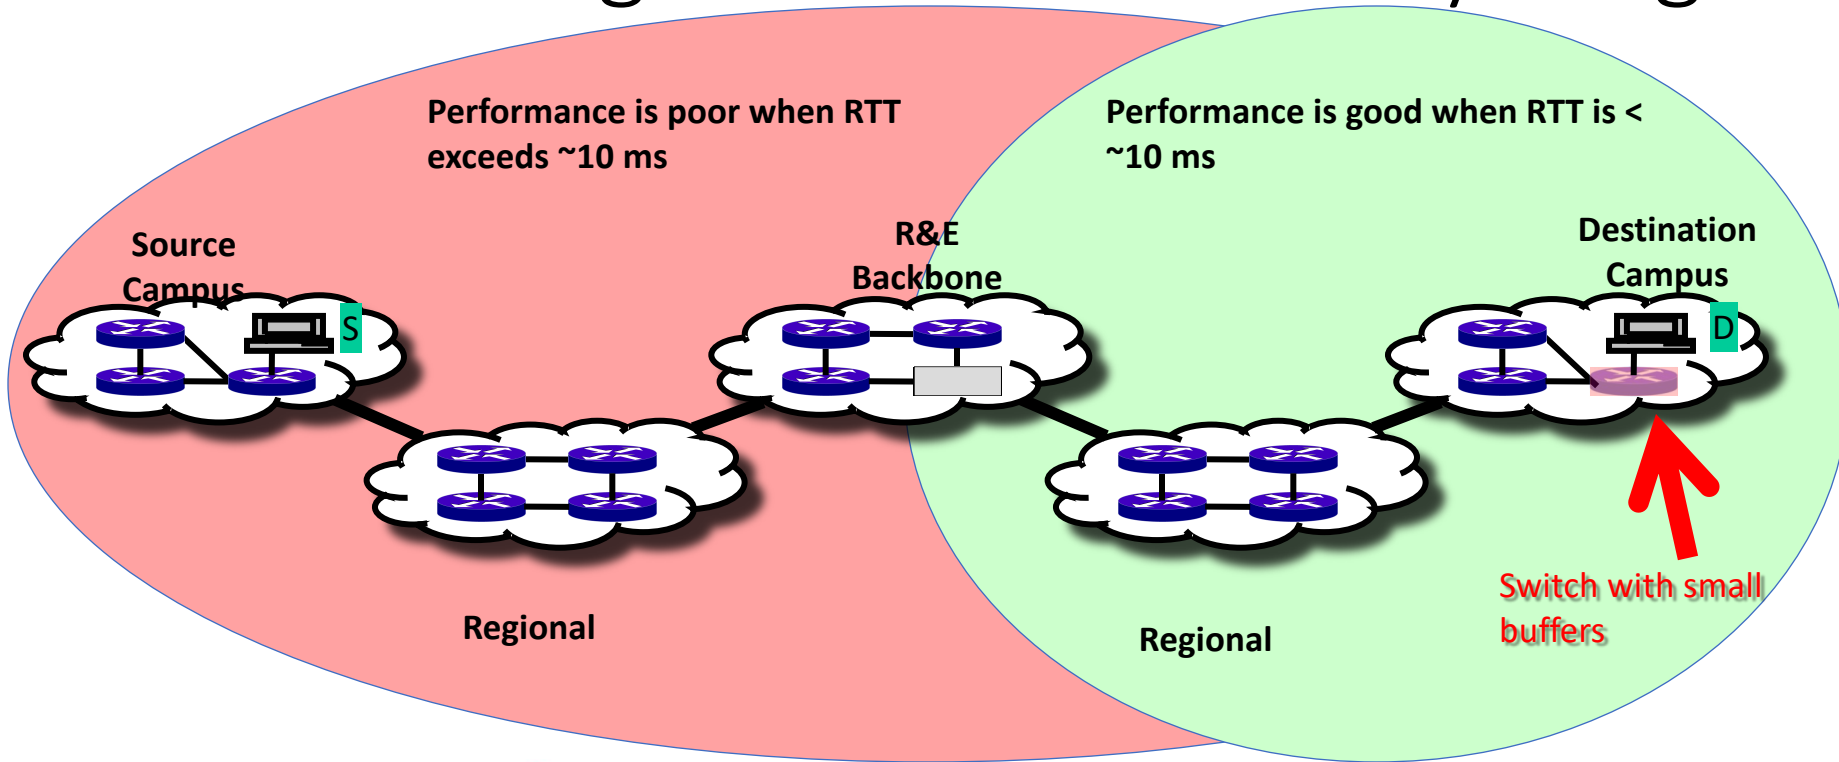 Performance is poor when RTT
exceeds ~10 ms
Performance is good when RTT is <
~10 ms
Source
Campus
R&E
Backbone
Destination
Campus
S
D
Switch with small
buffers
Regional
Regional